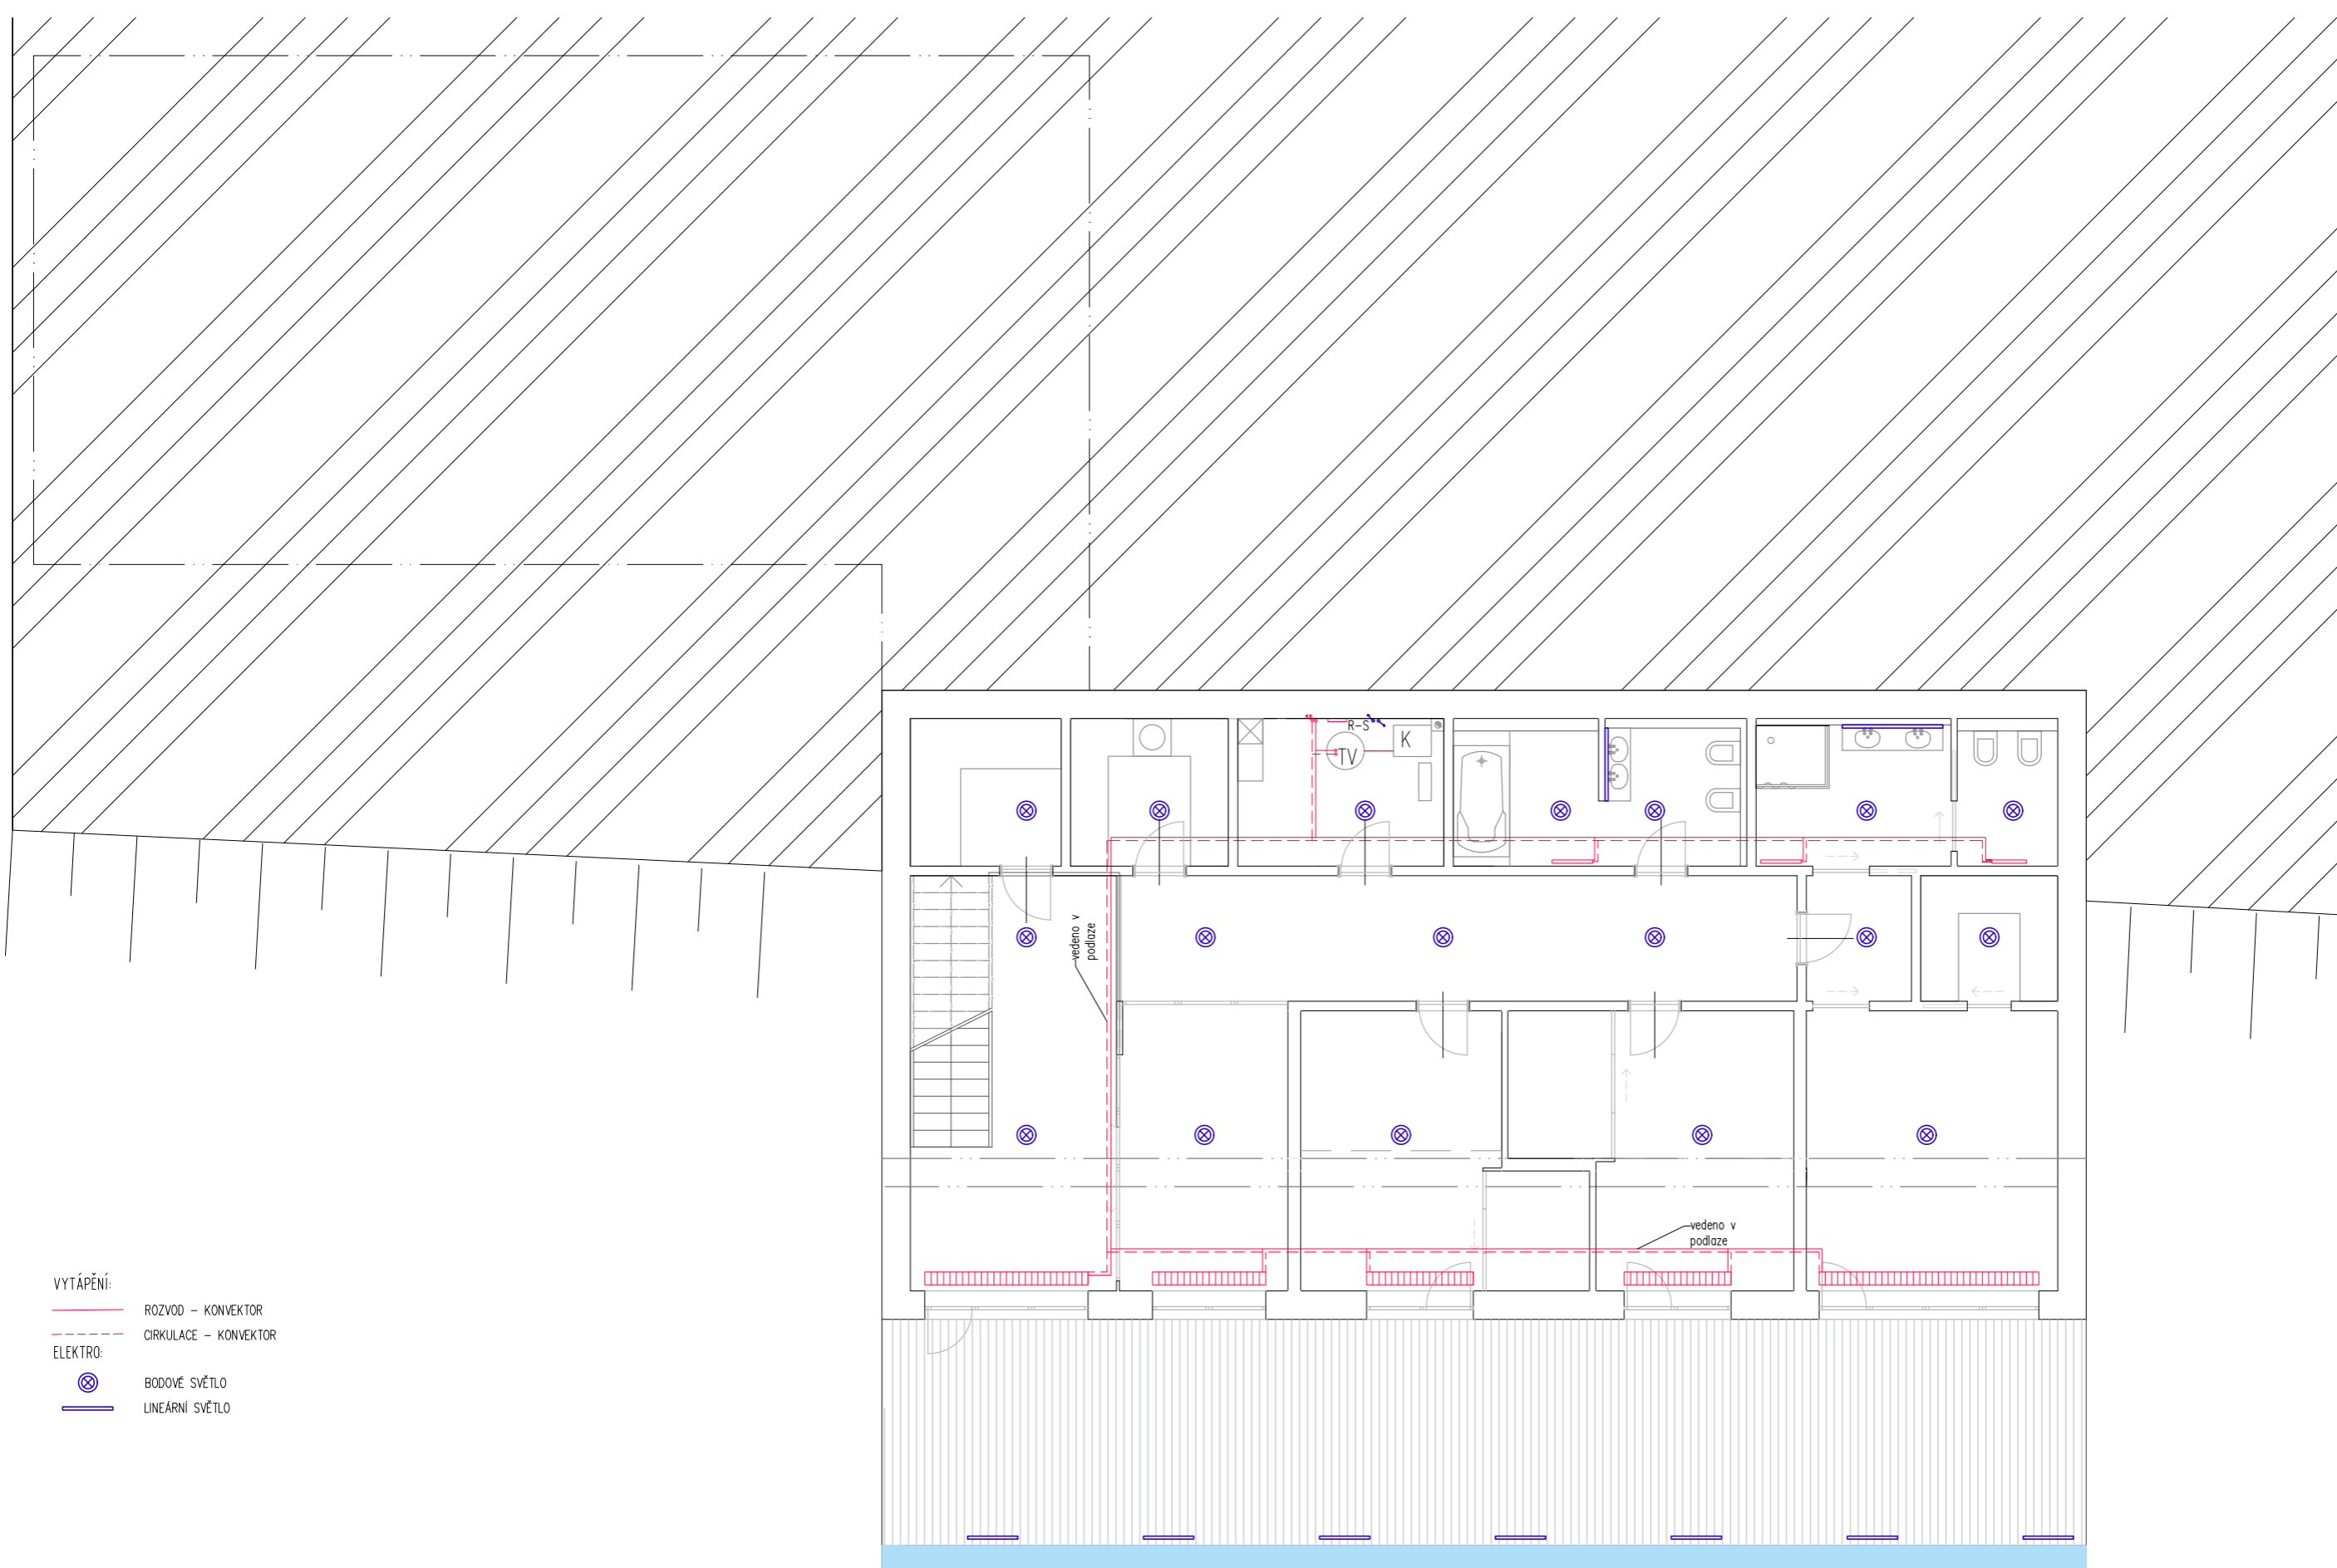 R-S
TV
K
vedeno v
podlaze
vedeno v
podlaze
VYTÁPĚNÍ:
ROZVOD - KONVEKTOR
CIRKULACE - KONVEKTOR
ELEKTRO:
BODOVÉ SVĚTLO
LINEÁRNÍ SVĚTLO